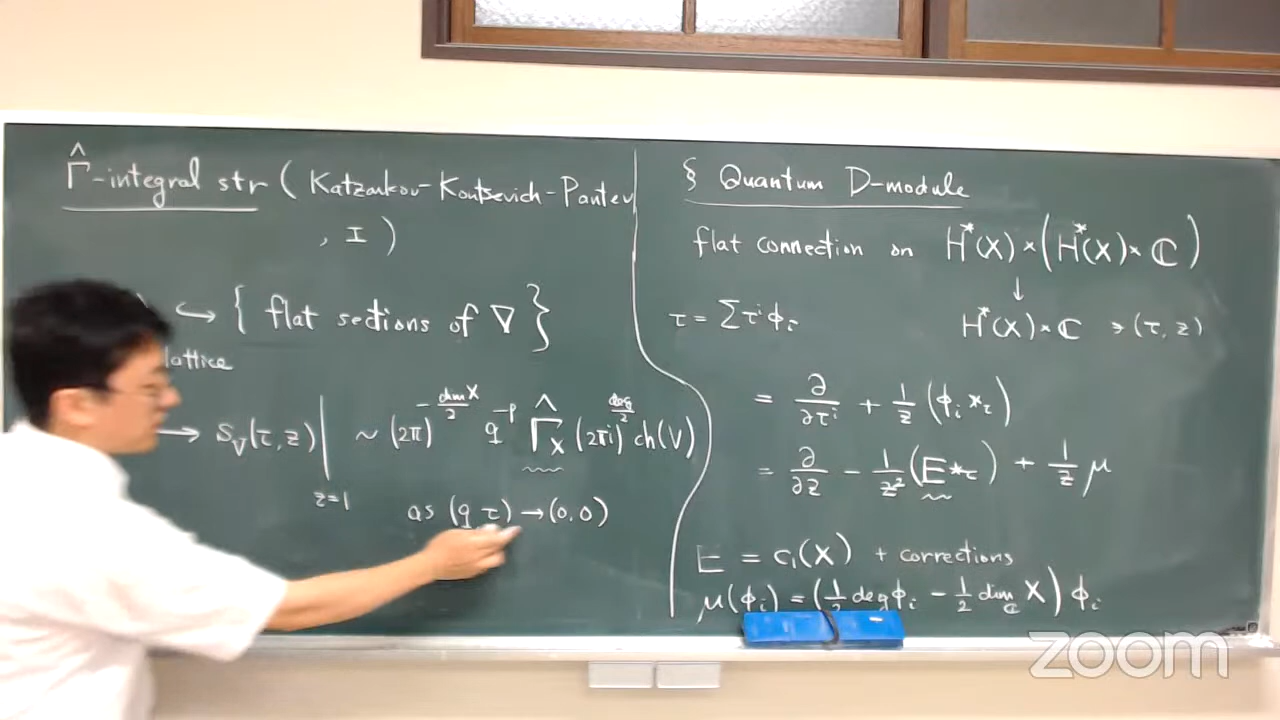 Γ̂-integral str (Katzarkov-Kontsevich-Pantev
, I)
↪ { flat sections of ∇ }
lattice
→ S_V(τ, z)|_{z=1} ~ (2π)^{-dim X/2} q^{-p} Γ̂_X (2πi)^{deg/2} ch(V)
as (q, τ) → (0, 0)
§ Quantum D-module
flat connection on H*(X) × (H*(X) × ℂ)
↓
τ = Σ τ^i φ_i
H*(X) × ℂ ∋ (τ, z)
= ∂/∂τ^i + 1/z (φ_i *_τ)
= ∂/∂z - 1/z² (E *_τ) + 1/z μ
E = c₁(X) + corrections
μ(φ_i) = (1/2 deg φ_i - 1/2 dim_ℂ X) φ_i
zoom